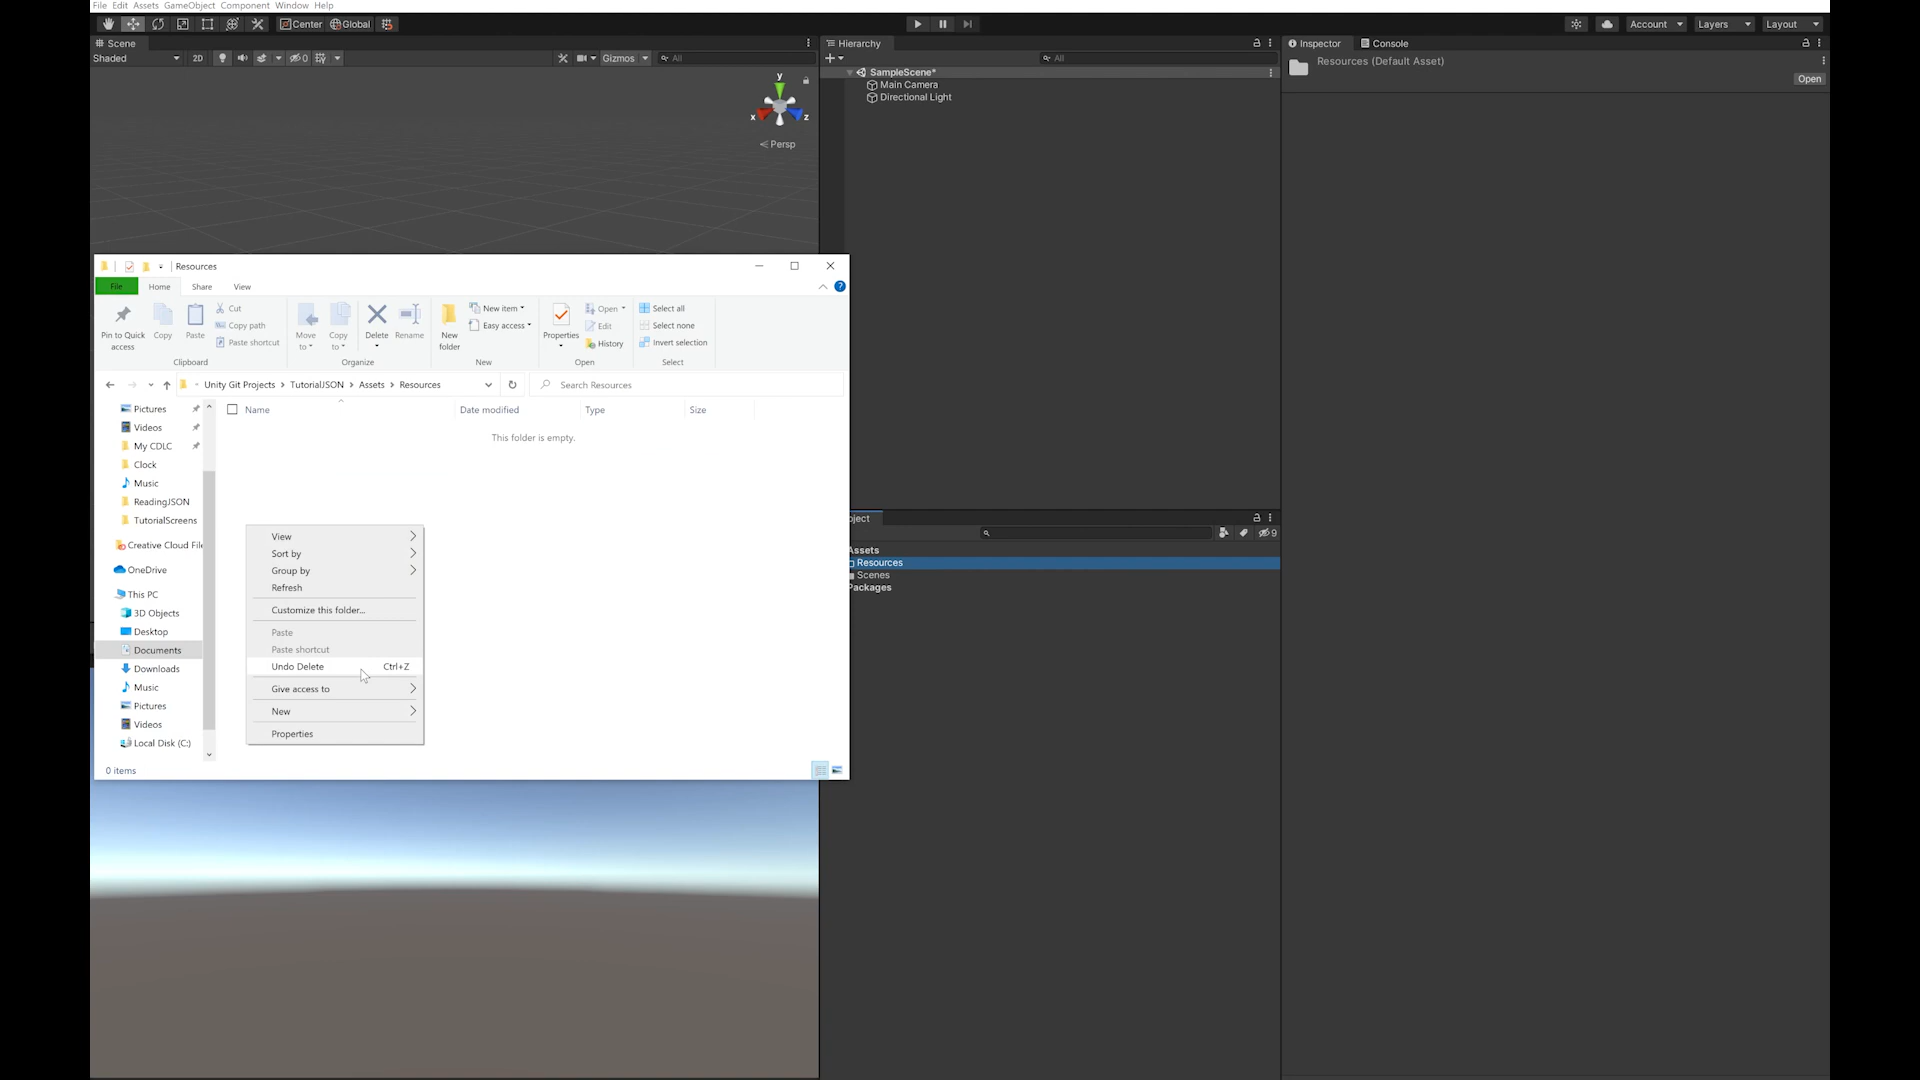 File Edit Assets GameObject Component Window Help
Center Global
Account Layers Layout
Scene
Shaded 2D 0 Gizmos All
y
x z
Persp
Hierarchy
All
SampleScene*
Main Camera
Directional Light
Inspector Console
Resources (Default Asset)
Open
Resources
File Home Share View
Pin to Quick access
Copy
Paste
Cut
Copy path
Paste shortcut
Clipboard
Move to
Copy to
Delete
Rename
Organize
New folder
New item
Easy access
New
Properties
Open
Edit
History
Open
Select all
Select none
Invert selection
Select
Unity Git Projects > TutorialJSON > Assets > Resources
Search Resources
Name Date modified Type Size
This folder is empty.
Pictures
Videos
My CDLC
Clock
Music
ReadingJSON
TutorialScreens
Creative Cloud File
OneDrive
This PC
3D Objects
Desktop
Documents
Downloads
Music
Pictures
Videos
Local Disk (C:)
0 items
View
Sort by
Group by
Refresh
Customize this folder...
Paste
Paste shortcut
Undo Delete Ctrl+Z
Give access to
New
Properties
oject
9
Assets
Resources
Scenes
Packages